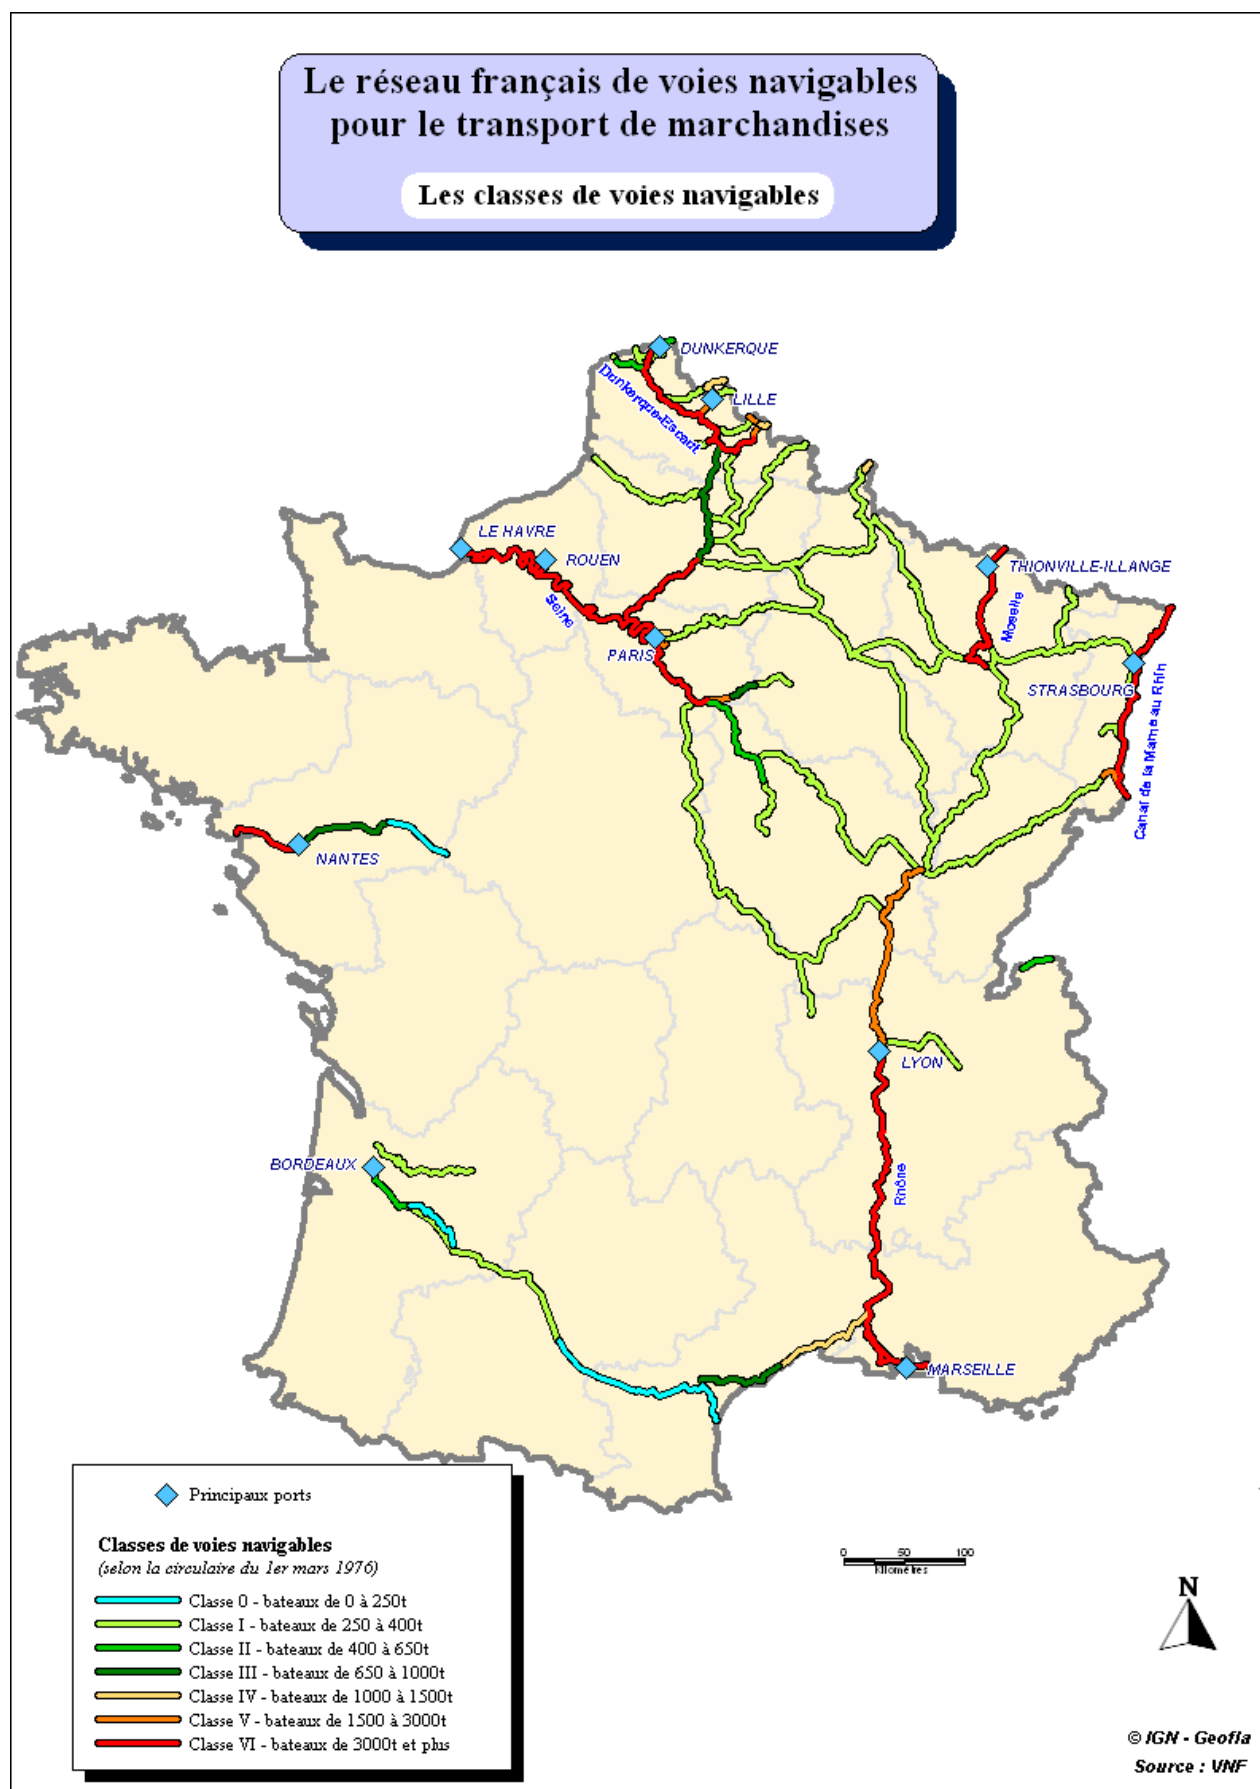 Le réseau français de voies navigables
pour le transport de marchandises
Les classes de voies navigables
DUNKERQUE
Dunkerque-Escaut
LILLE
LE HAVRE
ROUEN
Seine
THIONVILLE-ILLANGE
Moselle
PARIS
STRASBOURG
Canal de la Marne au Rhin
NANTES
LYON
BORDEAUX
Rhône
MARSEILLE
Principaux ports
Classes de voies navigables
(selon la circulaire du 1er mars 1976)
Classe 0 - bateaux de 0 à 250t
Classe I - bateaux de 250 à 400t
Classe II - bateaux de 400 à 650t
Classe III - bateaux de 650 à 1000t
Classe IV - bateaux de 1000 à 1500t
Classe V - bateaux de 1500 à 3000t
Classe VI - bateaux de 3000t et plus
0 50 100
Kilomètres
N
© IGN - Geofla
Source : VNF